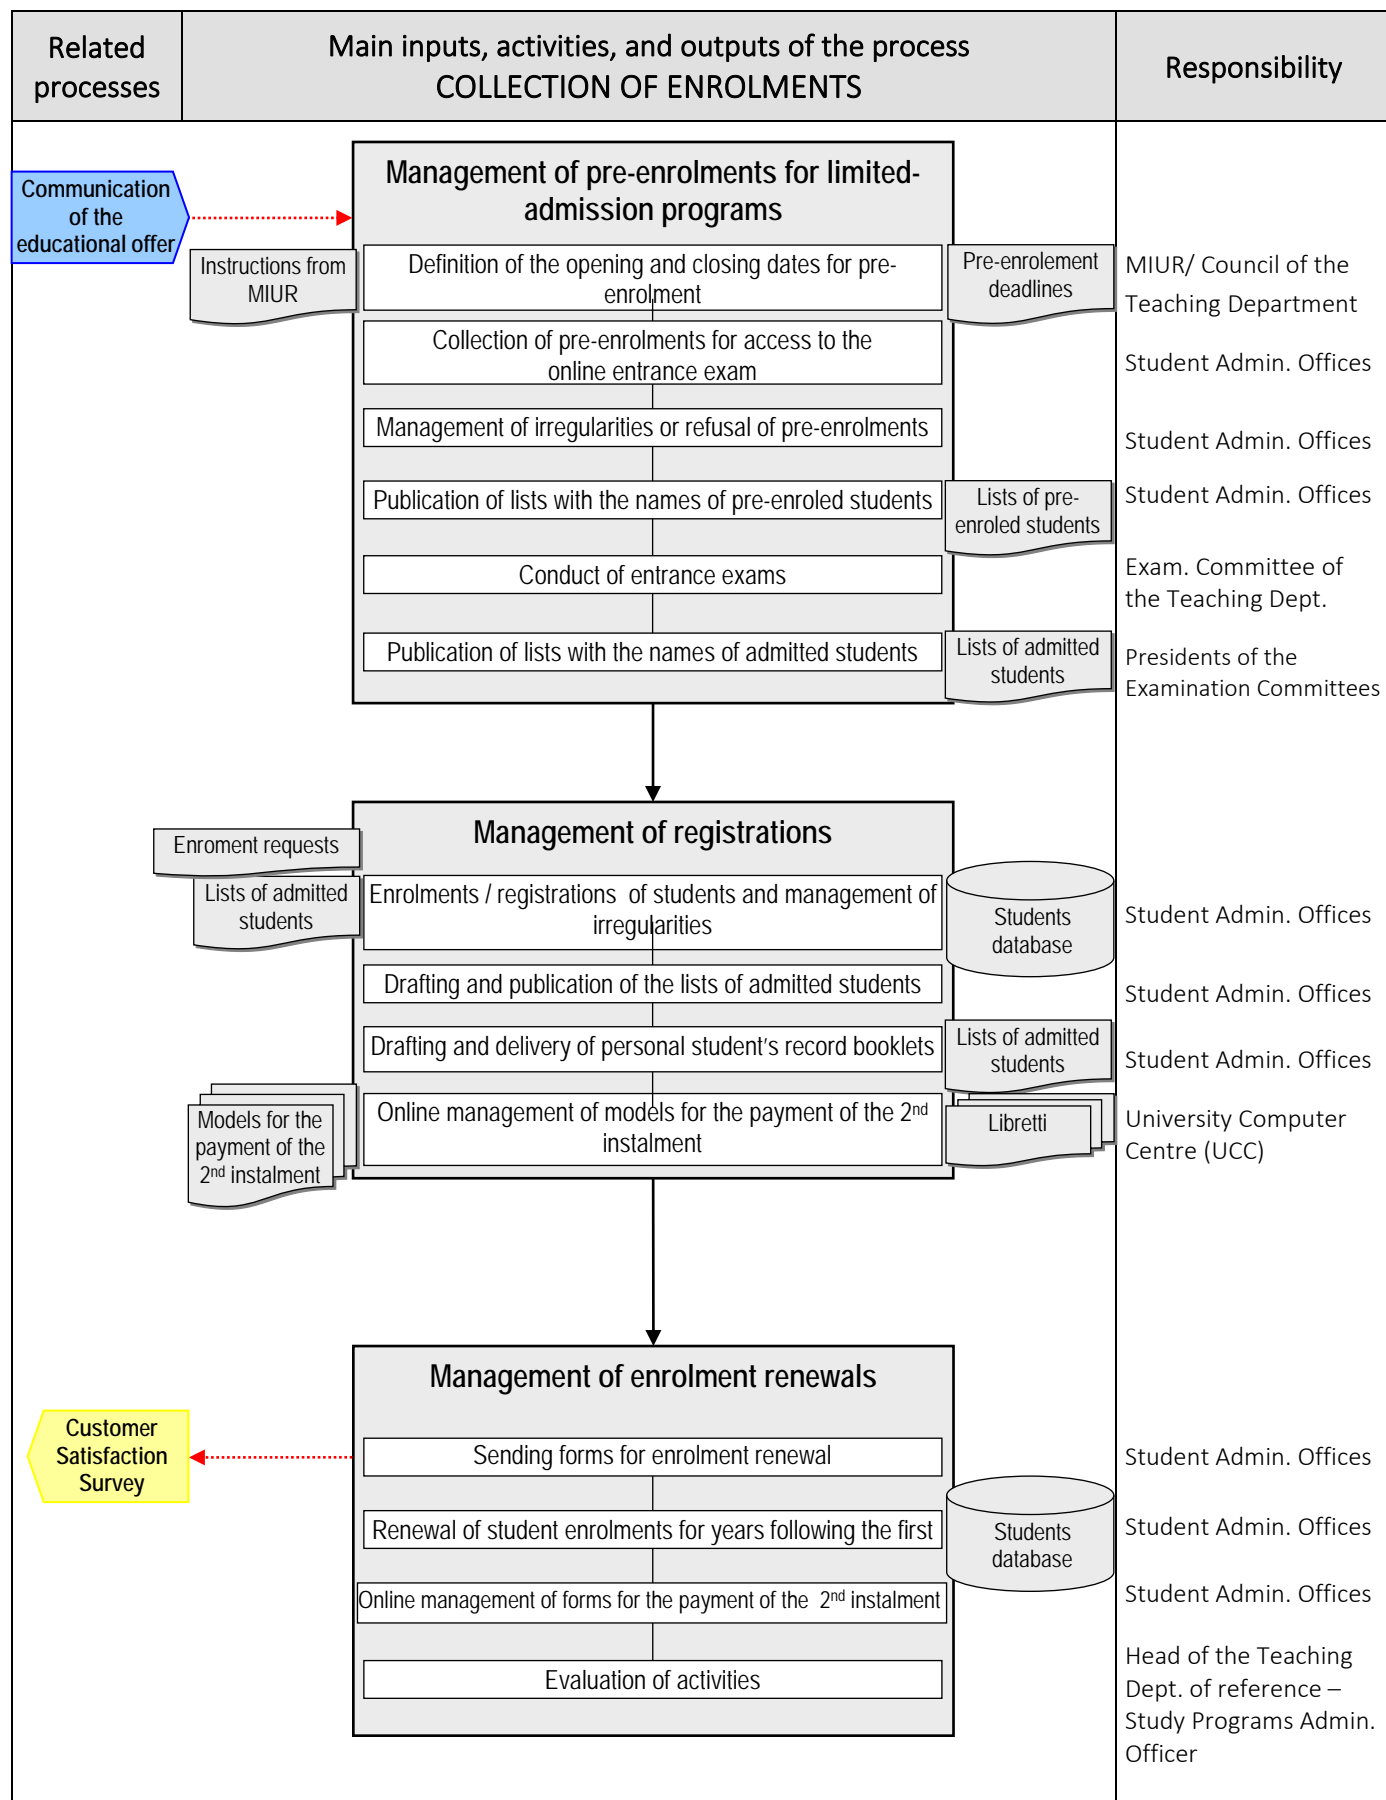 Related
processes
Main inputs, activities, and outputs of the process
COLLECTION OF ENROLMENTS
Responsibility
Communication
of the
educational offer
Management of pre-enrolments for limited-
admission programs
Instructions from
MIUR
Definition of the opening and closing dates for pre-
enrolment
Pre-enrolement
deadlines
MIUR/ Council of the
Teaching Department
Collection of pre-enrolments for access to the
online entrance exam
Student Admin. Offices
Management of irregularities or refusal of pre-enrolments
Student Admin. Offices
Publication of lists with the names of pre-enroled students
Lists of pre-
enroled students
Student Admin. Offices
Conduct of entrance exams
Exam. Committee of
the Teaching Dept.
Publication of lists with the names of admitted students
Lists of admitted
students
Presidents of the
Examination Committees
Management of registrations
Enroment requests
Lists of admitted
students
Enrolments / registrations  of students and management of
irregularities
Students
database
Student Admin. Offices
Drafting and publication of the lists of admitted students
Student Admin. Offices
Drafting and delivery of personal student’s record booklets
Lists of admitted
students
Student Admin. Offices
Models for the
payment of the
2nd instalment
Online management of models for the payment of the 2nd
instalment
Libretti
University Computer
Centre (UCC)
Management of enrolment renewals
Customer
Satisfaction
Survey
Sending forms for enrolment renewal
Student Admin. Offices
Renewal of student enrolments for years following the first
Students
database
Student Admin. Offices
Online management of forms for the payment of the  2nd instalment
Student Admin. Offices
Evaluation of activities
Head of the Teaching
Dept. of reference –
Study Programs Admin.
Officer